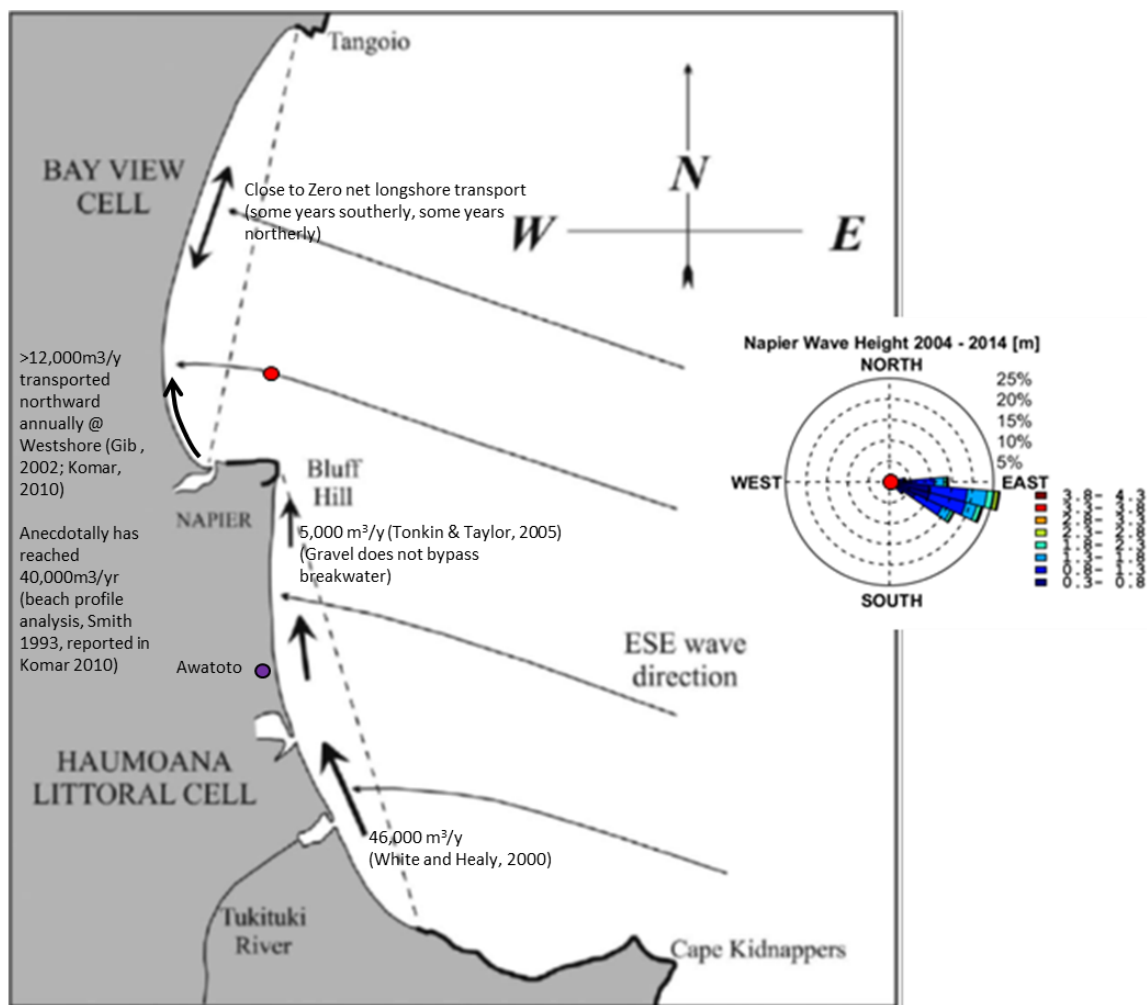 Tangoio
BAY VIEW
CELL
Close to Zero net longshore transport
(some years southerly, some years
northerly)
N
W
E
>12,000m3/y
transported
northward
annually @
Westshore (Gib ,
2002; Komar,
2010)
Napier Wave Height 2004 - 2014 [m]
NORTH
25%
20%
15%
10%
5%
WEST
EAST
SOUTH
Bluff
Hill
NAPIER
Anecdotally has
reached
40,000m3/yr
(beach profile
analysis, Smith
1993, reported in
Komar 2010)
5,000 m³/y (Tonkin & Taylor, 2005)
(Gravel does not bypass
breakwater)
ESE wave
direction
Awatoto
HAUMOANA
LITTORAL CELL
46,000 m³/y
(White and Healy, 2000)
Tukituki
River
Cape Kidnappers